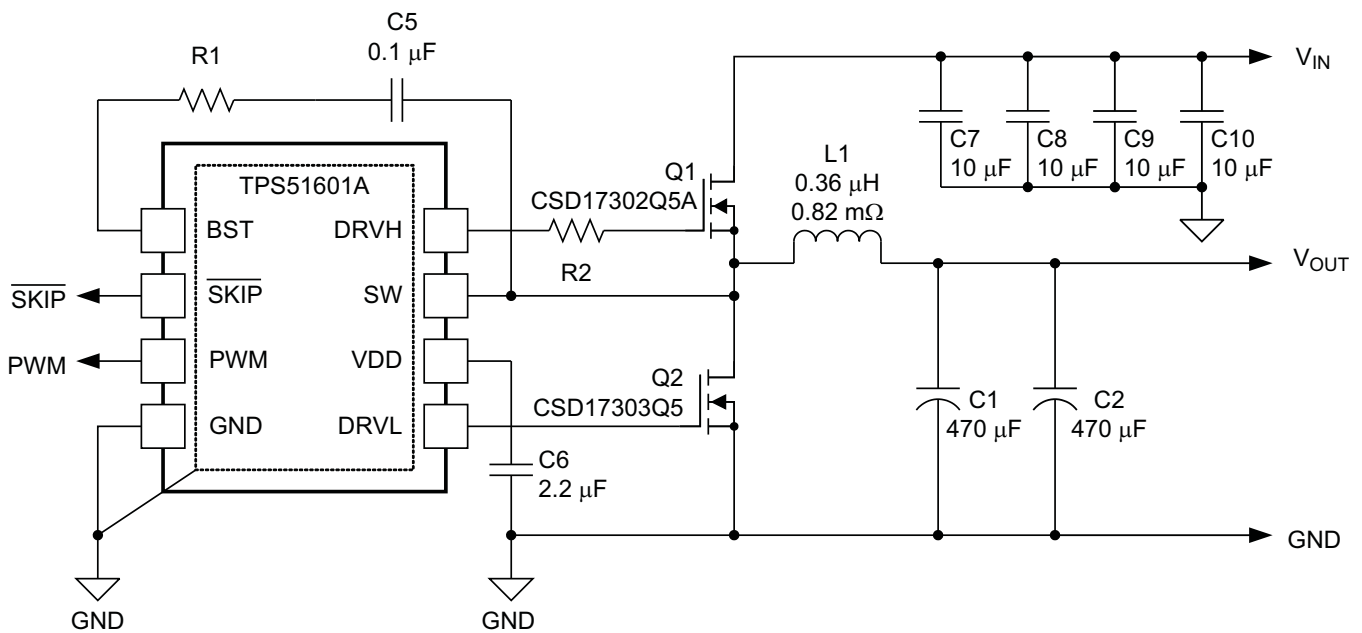 C5
0.1 μF
R1
V_IN
C7
10 μF
C8
10 μF
C9
10 μF
C10
10 μF
L1
0.36 μH
0.82 mΩ
TPS51601A
Q1
CSD17302Q5A
BST
DRVH
R2
V_OUT
SKIP
SKIP
SW
PWM
PWM
VDD
Q2
CSD17303Q5
GND
DRVL
C1
470 μF
C2
470 μF
C6
2.2 μF
GND
GND
GND